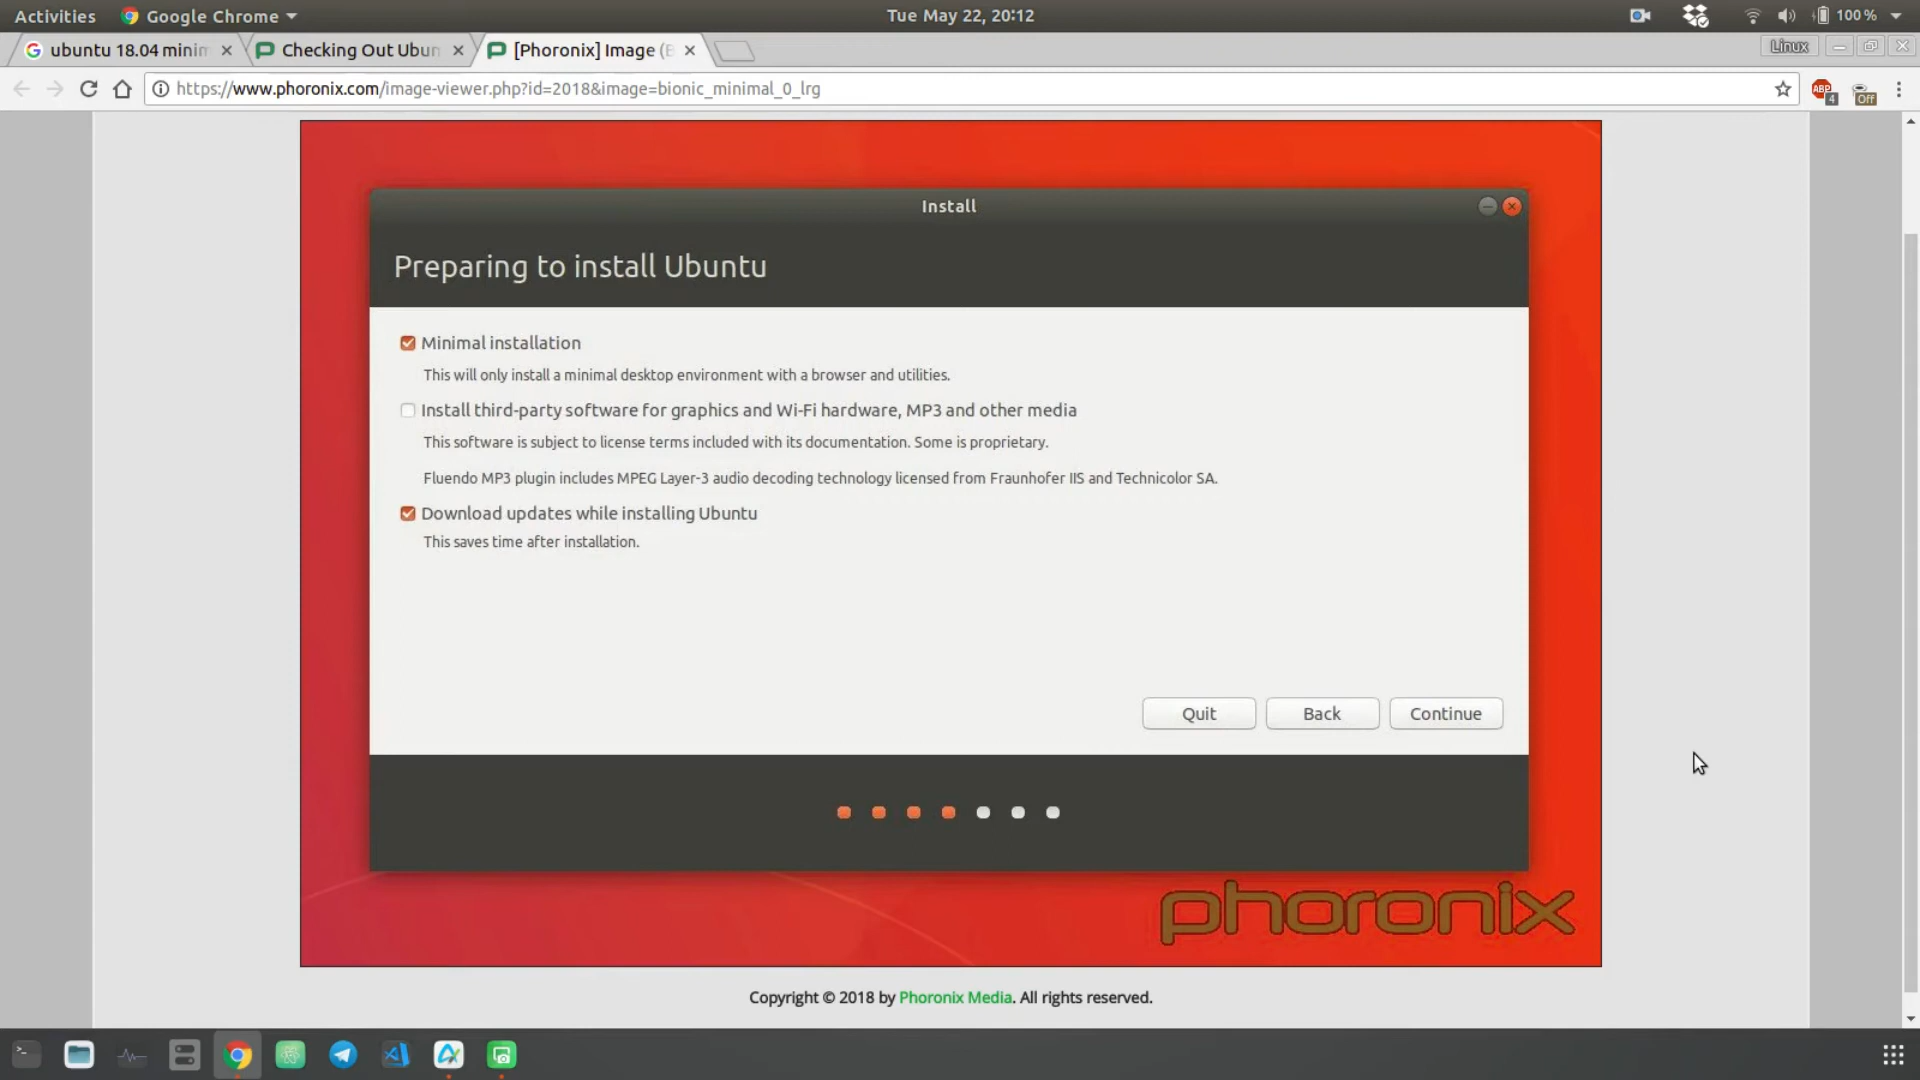 Activities
Google Chrome
Tue May 22, 20:12
100 %
ubuntu 18.04 minim
Checking Out Ubun
[Phoronix] Image (B
Linux
https://www.phoronix.com/image-viewer.php?id=2018&image=bionic_minimal_0_lrg
ABP
4
Off
Install
Preparing to install Ubuntu
Minimal installation
This will only install a minimal desktop environment with a browser and utilities.
Install third-party software for graphics and Wi-Fi hardware, MP3 and other media
This software is subject to license terms included with its documentation. Some is proprietary.
Fluendo MP3 plugin includes MPEG Layer-3 audio decoding technology licensed from Fraunhofer IIS and Technicolor SA.
Download updates while installing Ubuntu
This saves time after installation.
Quit
Back
Continue
phoronix
Copyright © 2018 by Phoronix Media. All rights reserved.